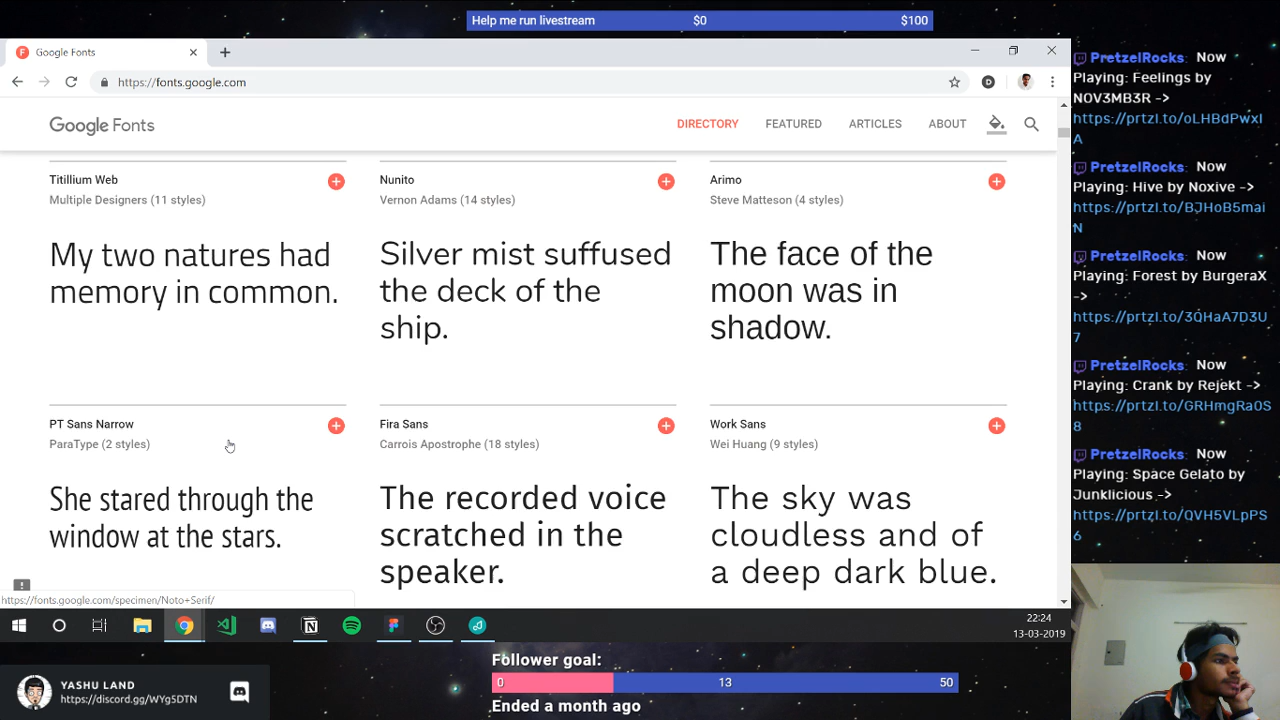 Help me run livestream $0 $100
Google Fonts
https://fonts.google.com
Google Fonts
DIRECTORY FEATURED ARTICLES ABOUT
Titillium Web
Multiple Designers (11 styles)
My two natures had
memory in common.
Nunito
Vernon Adams (14 styles)
Silver mist suffused
the deck of the
ship.
Arimo
Steve Matteson (4 styles)
The face of the
moon was in
shadow.
PT Sans Narrow
ParaType (2 styles)
She stared through the
window at the stars.
Fira Sans
Carrois Apostrophe (18 styles)
The recorded voice
scratched in the
speaker.
Work Sans
Wei Huang (9 styles)
The sky was
cloudless and of
a deep dark blue.
https://fonts.google.com/specimen/Noto+Serif/
22:24
13-03-2019
PretzelRocks: Now
Playing: Feelings by
NOV3MB3R ->
https://prtzl.to/oLHBdPwxI
A
PretzelRocks: Now
Playing: Hive by Noxive ->
https://prtzl.to/BJHoB5mai
N
PretzelRocks: Now
Playing: Forest by BurgeraX
->
https://prtzl.to/3QHaA7D3U
7
PretzelRocks: Now
Playing: Crank by Rejekt ->
https://prtzl.to/GRHmgRa0S
8
PretzelRocks: Now
Playing: Space Gelato by
Junklicious ->
https://prtzl.to/QVH5VLpPS
6
YASHU LAND
https://discord.gg/WYg5DTN
Follower goal:
0 13 50
Ended a month ago